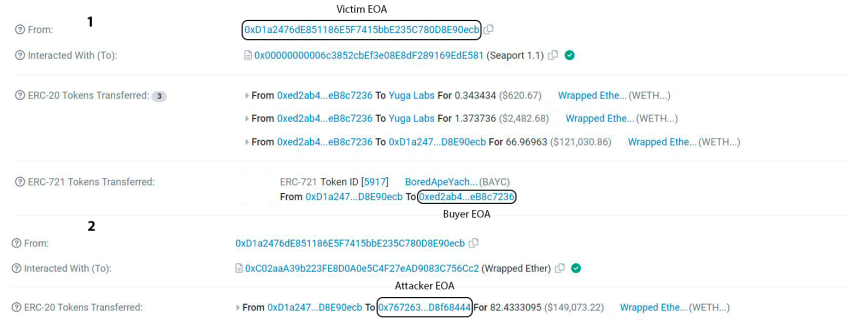 Victim EOA
1
From: 0xD1a2476dE851186E5F7415bbE235C780D8E90ecb
Interacted With (To): 0x00000000006c3852cbEf3e08E8dF289169EdE581 (Seaport 1.1)
ERC-20 Tokens Transferred: 3 From 0xed2ab4...eB8c7236 To Yuga Labs For 0.343434 ($620.67) Wrapped Ethe... (WETH...)
From 0xed2ab4...eB8c7236 To Yuga Labs For 1.373736 ($2,482.68) Wrapped Ethe... (WETH...)
From 0xed2ab4...eB8c7236 To 0xD1a247...D8E90ecb For 66.96963 ($121,030.86) Wrapped Ethe... (WETH...)
ERC-721 Tokens Transferred: ERC-721 Token ID [5917] BoredApeYach... (BAYC)
From 0xD1a247...D8E90ecb To 0xed2ab4...eB8c7236
Buyer EOA
2
From: 0xD1a2476dE851186E5F7415bbE235C780D8E90ecb
Interacted With (To): 0xC02aaA39b223FE8D0A0e5C4F27eAD9083C756Cc2 (Wrapped Ether)
Attacker EOA
ERC-20 Tokens Transferred: From 0xD1a247...D8E90ecb To 0x767263...D8f68444 For 82.4333095 ($149,073.22) Wrapped Ethe... (WETH...)